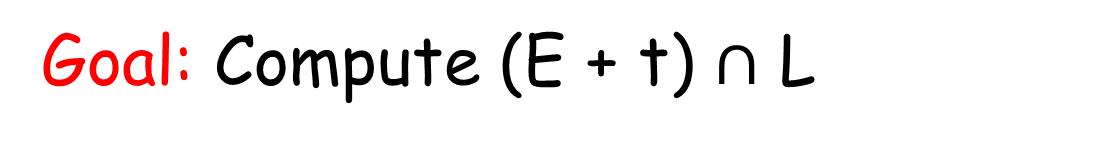 Goal: Compute (E + t) ∩ L